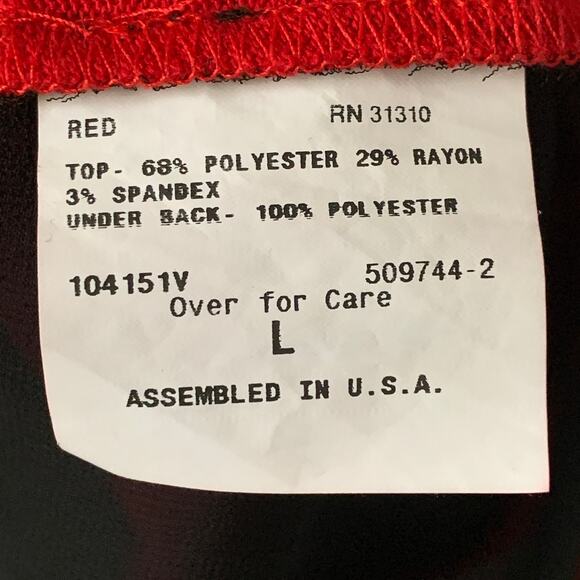 RED RN 31310
TOP- 68% POLYESTER 29% RAYON
3% SPANDEX
UNDER BACK- 100% POLYESTER
104151V 509744-2
Over for Care
L
ASSEMBLED IN U.S.A.